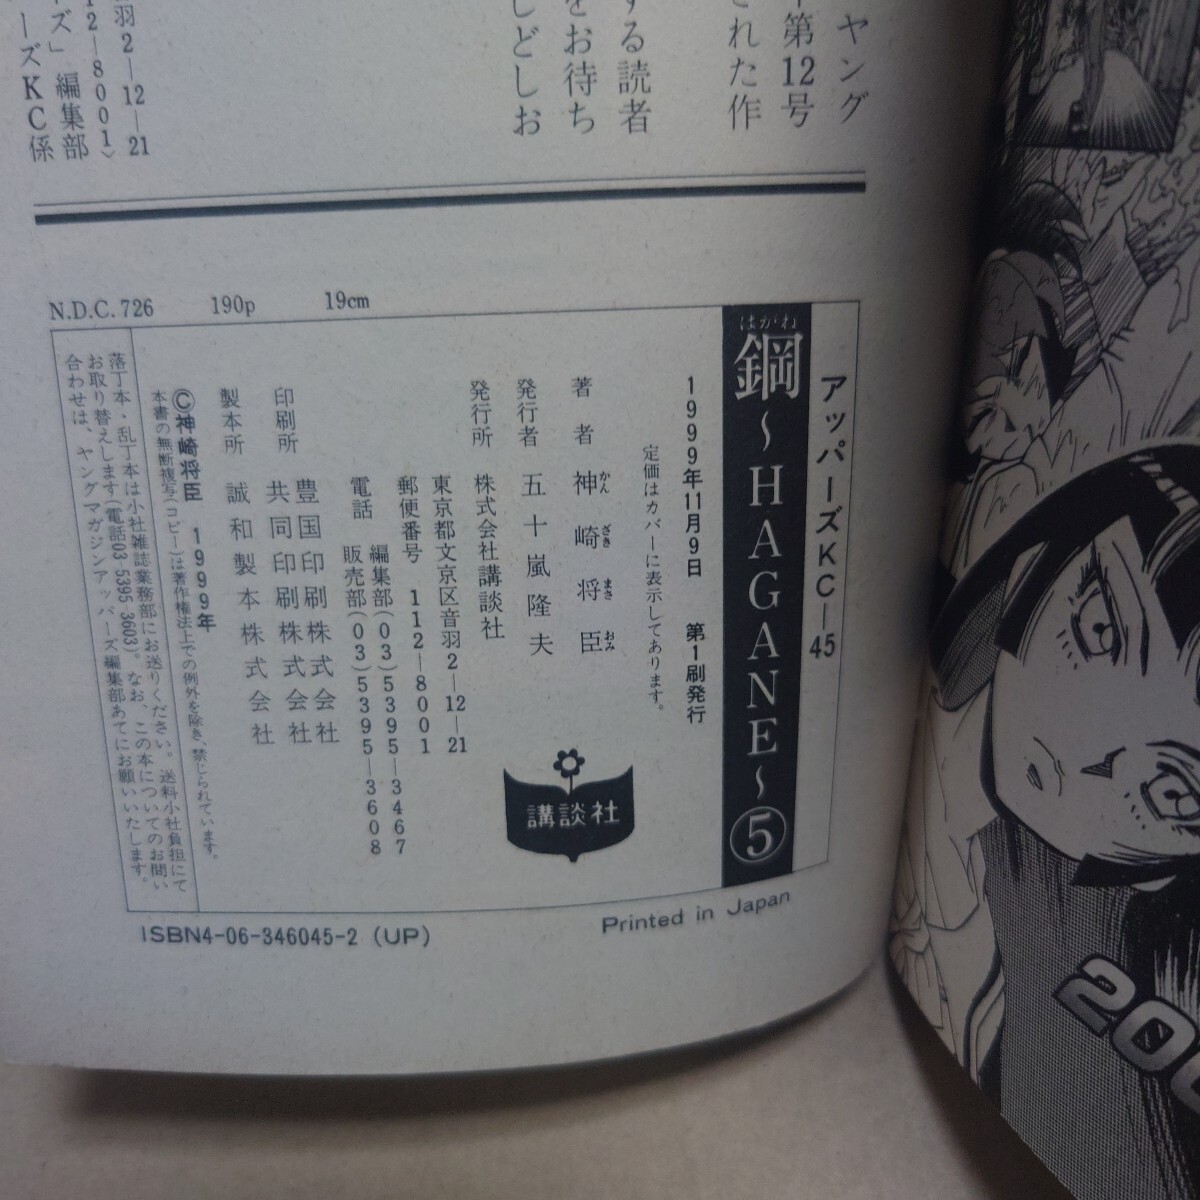 ヤング
第12号
された作
する読者
をお待ち
しどしお
羽2―12―21
12―8001〉
ズ」編集部
ーズKC係
N.D.C.726 190p 19cm
アッパーズKC―45
鋼～HAGANE～⑤
はがね
1999年11月9日 第1刷発行
定価はカバーに表示してあります。
著者 神崎将臣
かんざきまさおみ
発行者 五十嵐隆夫
発行所 株式会社講談社
東京都文京区音羽2―12―21
郵便番号 112―8001
電話 編集部(03)5395―3467
販売部(03)5395―3608
印刷所 豊国印刷株式会社
共同印刷株式会社
製本所 誠和製本株式会社
Ⓒ神崎将臣 1999年
本書の無断複写(コピー)は著作権法上での例外を除き、禁じられています。
落丁本・乱丁本は小社雑誌業務部にお送りください。送料小社負担にて
お取り替えします(電話03 5395-3603)。なお、この本についてのお問い
合わせは、ヤングマガジンアッパーズ編集部あてにお願いいたします。
講談社
ISBN4-06-346045-2 (UP)
Printed in Japan